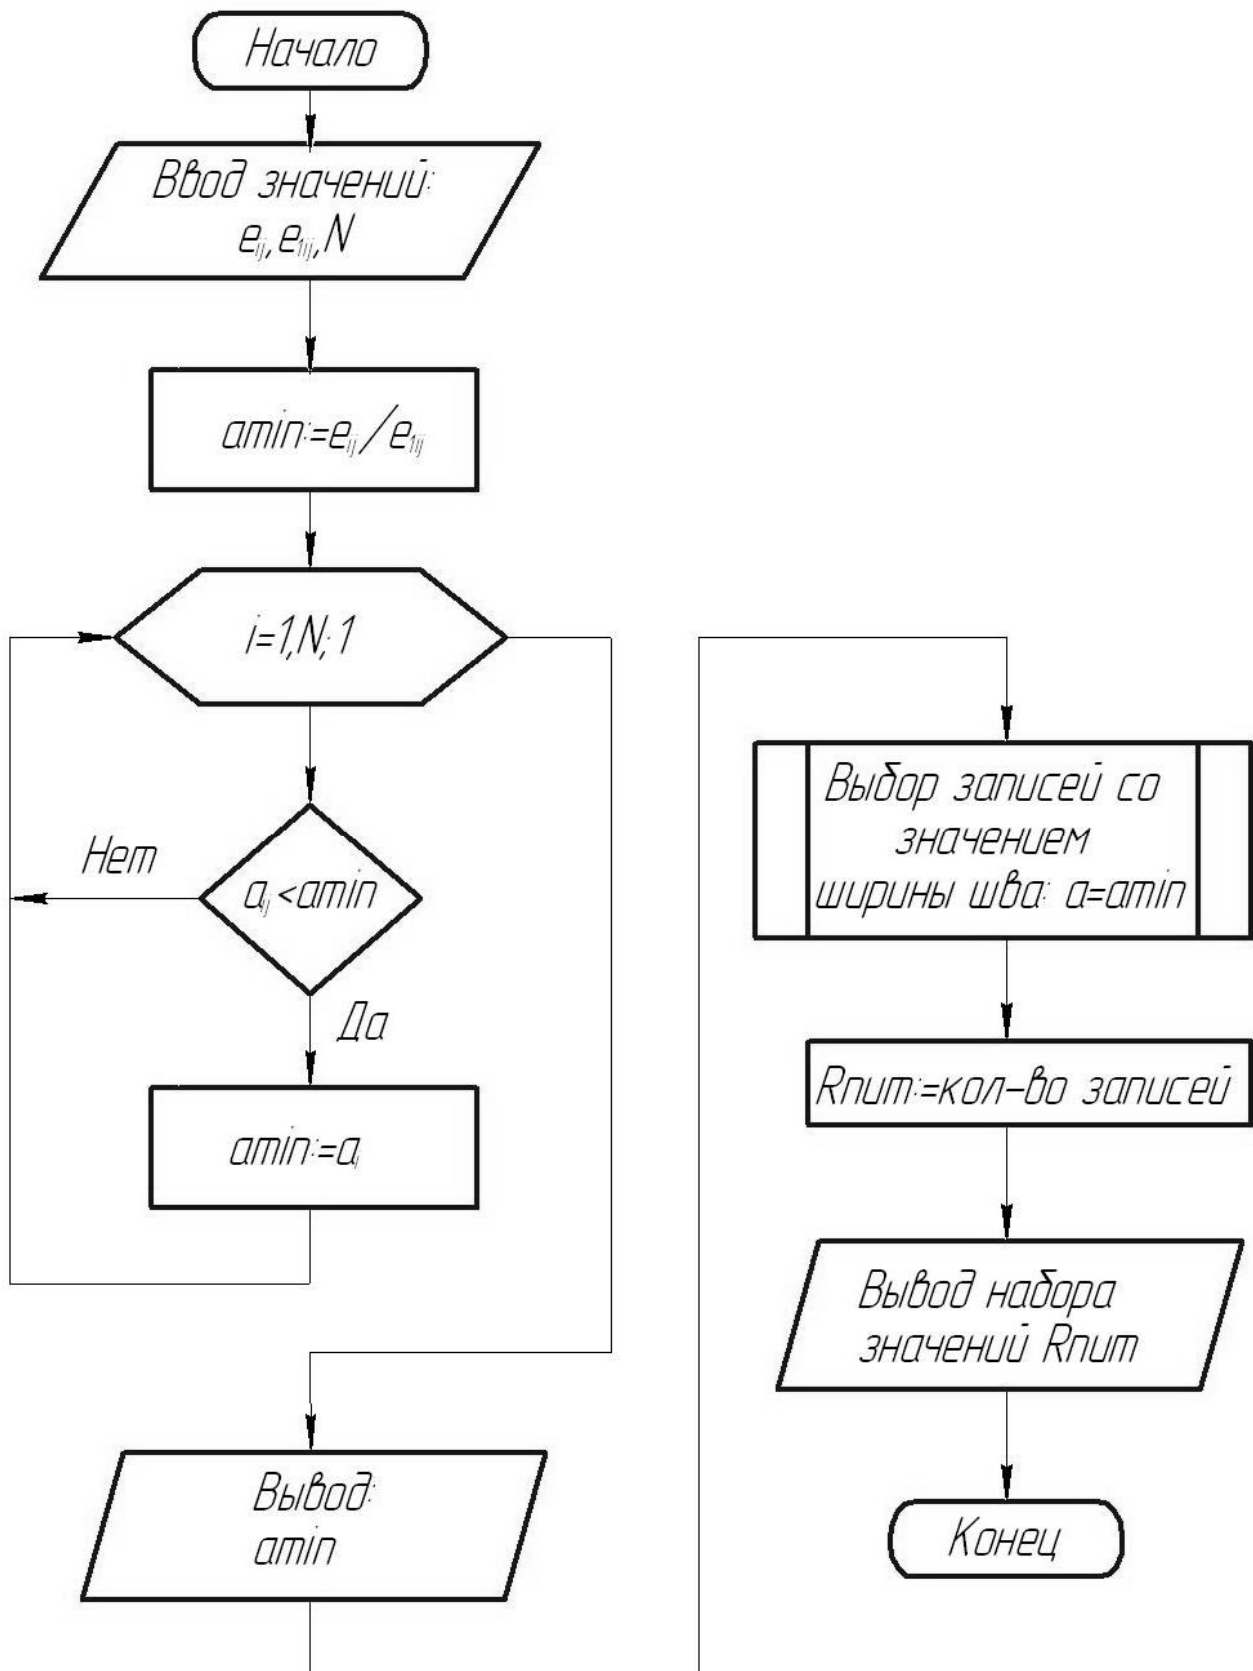 Начало
Ввод значений:
eij,e1ij,N
amin:=eij/e1ij
i=1,N;1
Нет
aij<amin
Да
amin:=ai
Вывод:
amin
Выбор записей со
значением
ширины шва: a=amin
Rnum:=кол-во записей
Вывод набора
значений Rnum
Конец